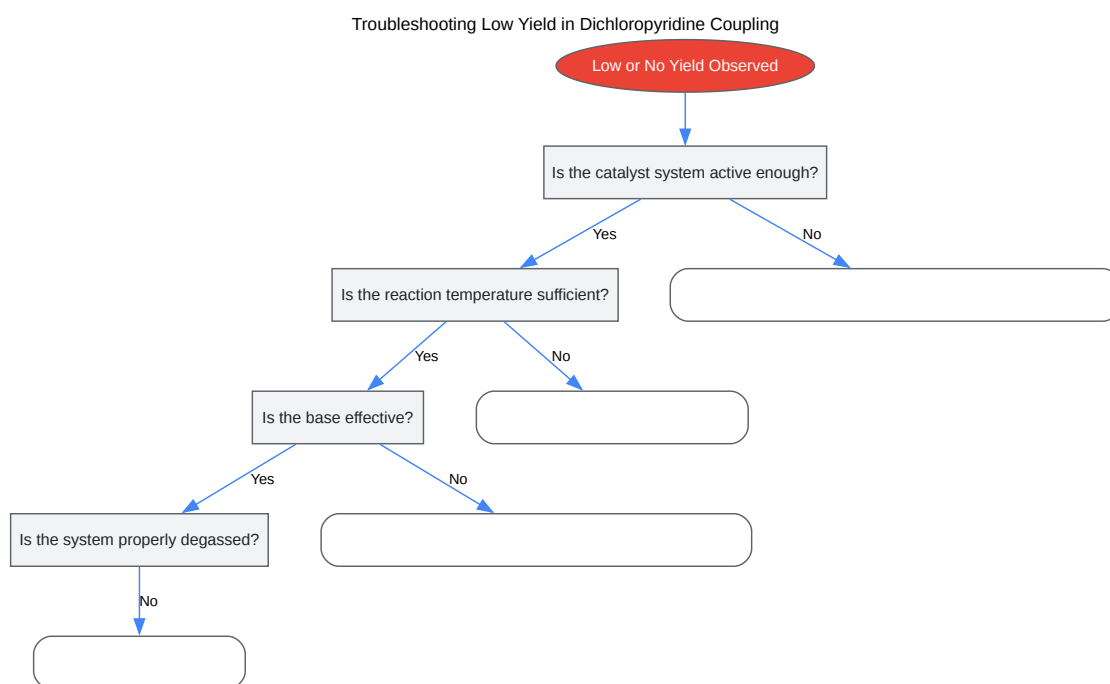 Troubleshooting Low Yield in Dichloropyridine Coupling
Low or No Yield Observed
Is the catalyst system active enough?
Yes
No
Is the reaction temperature sufficient?
Yes
No
Is the base effective?
Yes
No
Is the system properly degassed?
No